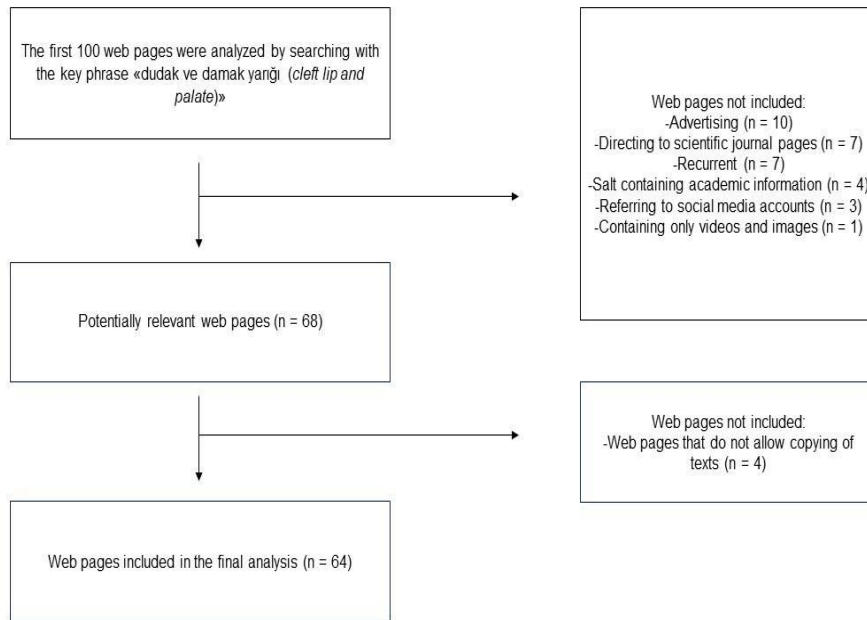 The first 100 web pages were analyzed by searching with
the key phrase «dudak ve damak yarığı (cleft lip and
palate)»
Web pages not included:
-Advertising (n = 10)
-Directing to scientific journal pages (n = 7)
-Recurrent (n = 7)
-Salt containing academic information (n = 4)
-Referring to social media accounts (n = 3)
-Containing only videos and images (n = 1)
Potentially relevant web pages (n = 68)
Web pages not included:
-Web pages that do not allow copying of
texts (n = 4)
Web pages included in the final analysis (n = 64)